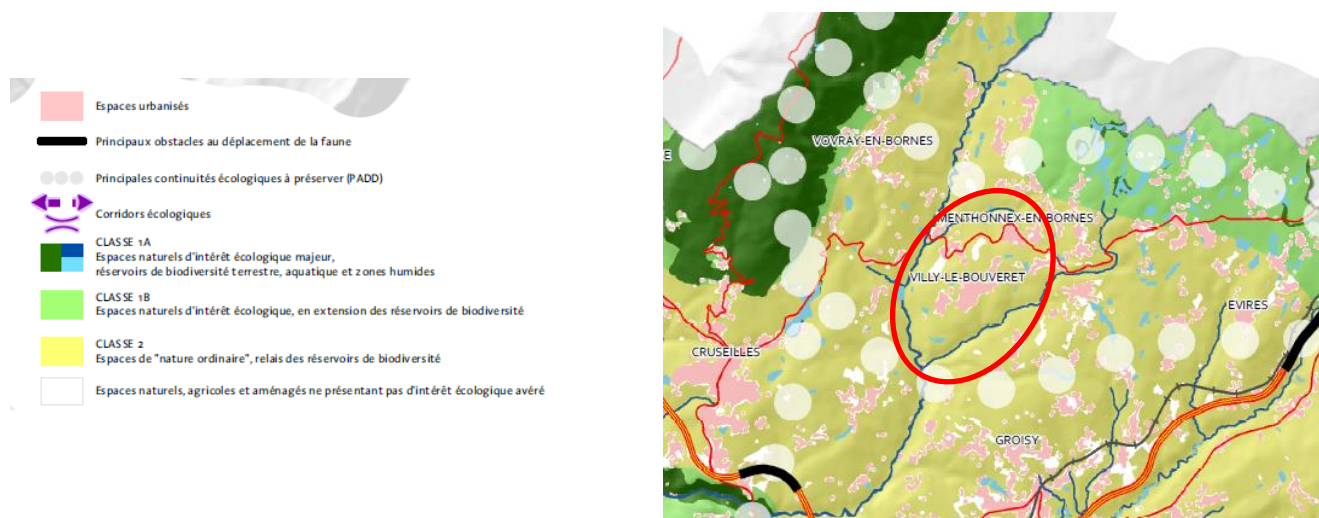 Espaces urbanisés
Principaux obstacles au déplacement de la faune
Principales continuités écologiques à préserver (PADD)
Corridors écologiques
CLASSE 1A
Espaces naturels d'intérêt écologique majeur,
réservoirs de biodiversité terrestre, aquatique et zones humides
CLASSE 1B
Espaces naturels d'intérêt écologique, en extension des réservoirs de biodiversité
CLASSE 2
Espaces de "nature ordinaire", relais des réservoirs de biodiversité
Espaces naturels, agricoles et aménagés ne présentant pas d'intérêt écologique avéré
VOVRAY-EN-BORNES
E
MENTHONNEX-EN-BORNES
VILLY-LE-BOUVERET
EVIRES
CRUSEILLES
GROISY